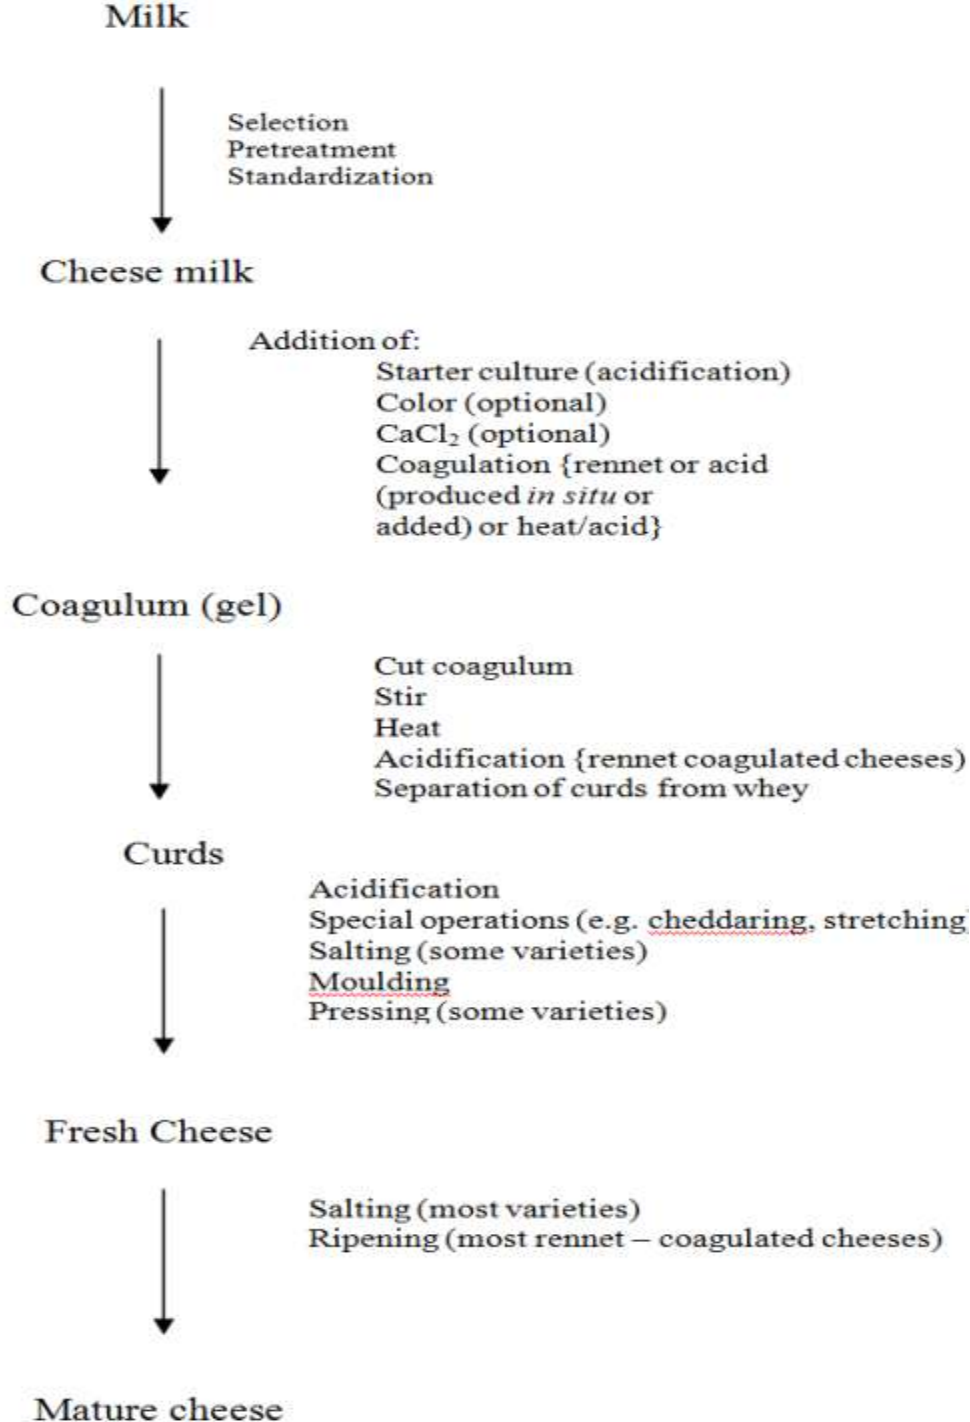 Milk
Selection
Pretreatment
Standardization
Cheese milk
Addition of:
Starter culture (acidification)
Color (optional)
CaCl₂ (optional)
Coagulation {rennet or acid
(produced in situ or
added) or heat/acid}
Coagulum (gel)
Cut coagulum
Stir
Heat
Acidification {rennet coagulated cheeses)
Separation of curds from whey
Curds
Acidification
Special operations (e.g. cheddaring, stretching)
Salting (some varieties)
Moulding
Pressing (some varieties)
Fresh Cheese
Salting (most varieties)
Ripening (most rennet – coagulated cheeses)
Mature cheese